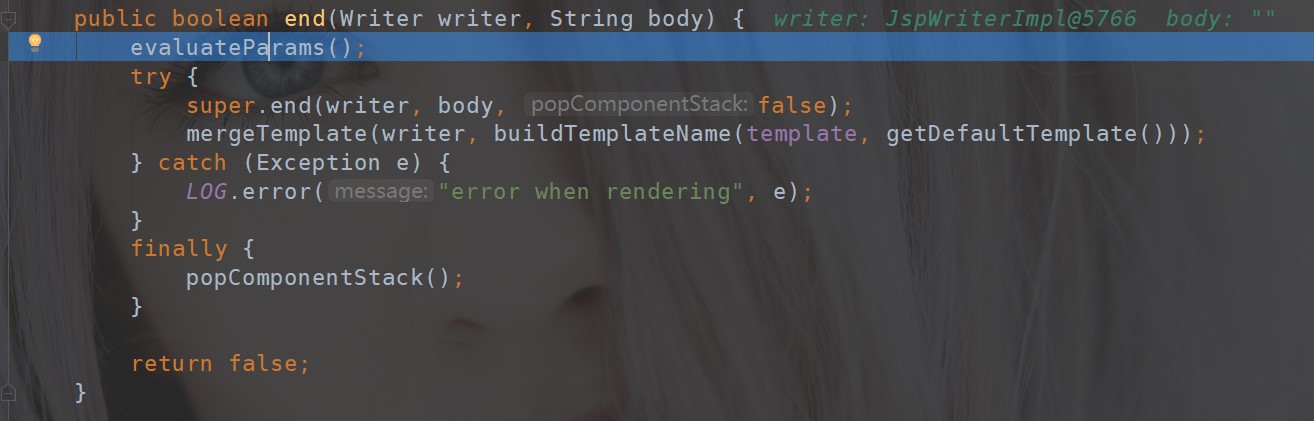 public boolean end(Writer writer, String body) {  writer: JspWriterImpl@5766  body: ""
    evaluateParams();
    try {
        super.end(writer, body, popComponentStack: false);
        mergeTemplate(writer, buildTemplateName(template, getDefaultTemplate()));
    } catch (Exception e) {
        LOG.error( message: "error when rendering", e);
    }
    finally {
        popComponentStack();
    }
    return false;
}